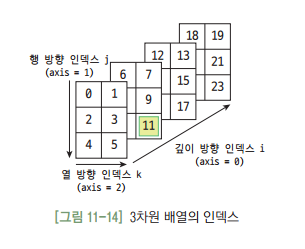 행 방향 인덱스 j
(axis = 1)
18 19
12 13
21
6 7
15
23
0 1
9
17
2 3
11
4 5
깊이 방향 인덱스 i
(axis = 0)
열 방향 인덱스 k
(axis = 2)
[그림 11-14] 3차원 배열의 인덱스